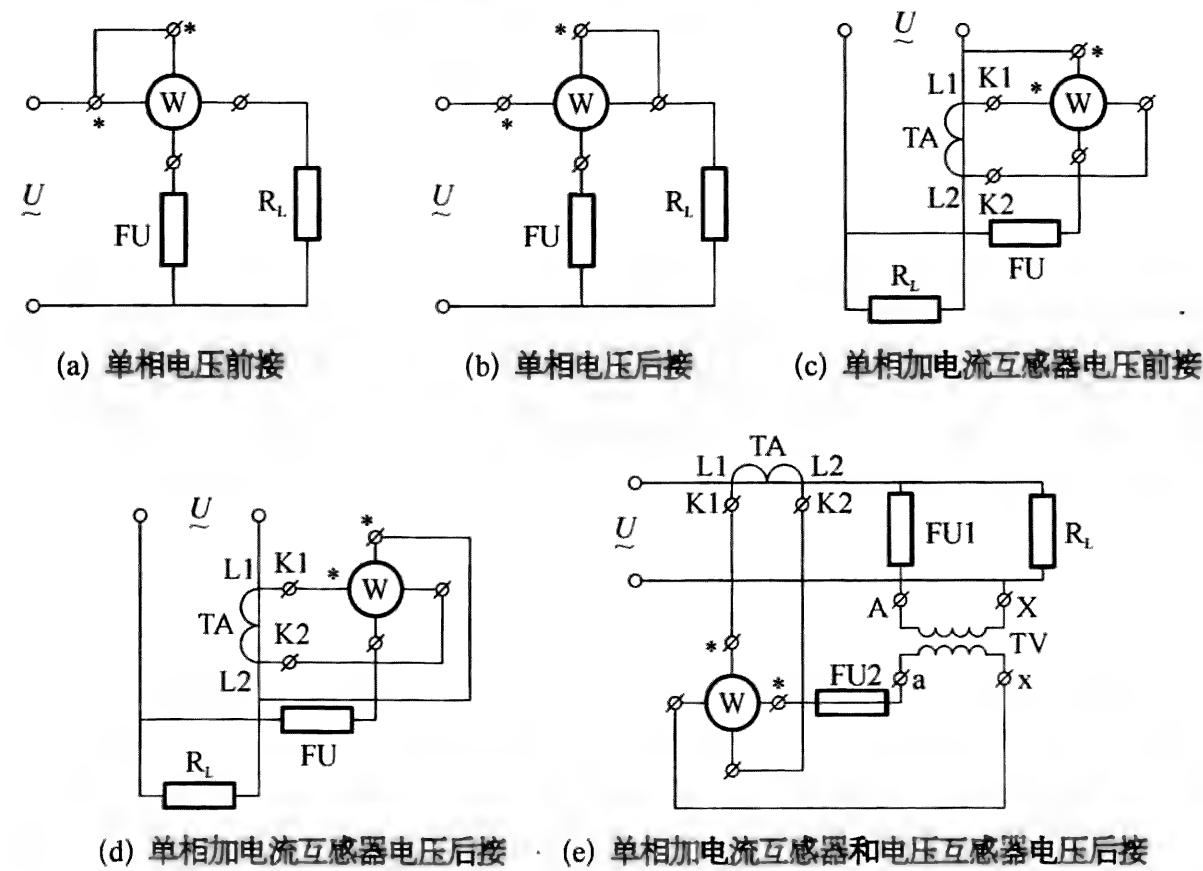 *
*
W
U
FU
R_L
(a) 单相电压前接
*
*
W
U
FU
R_L
(b) 单相电压后接
U
*
L1
K1
*
W
TA
L2
K2
FU
R_L
(c) 单相加电流互感器电压前接
U
*
L1
K1
*
W
TA
K2
L2
FU
R_L
(d) 单相加电流互感器电压后接
L1
TA
L2
K1
K2
U
FU1
R_L
A
X
TV
*
W
*
FU2
a
x
(e) 单相加电流互感器和电压互感器电压后接